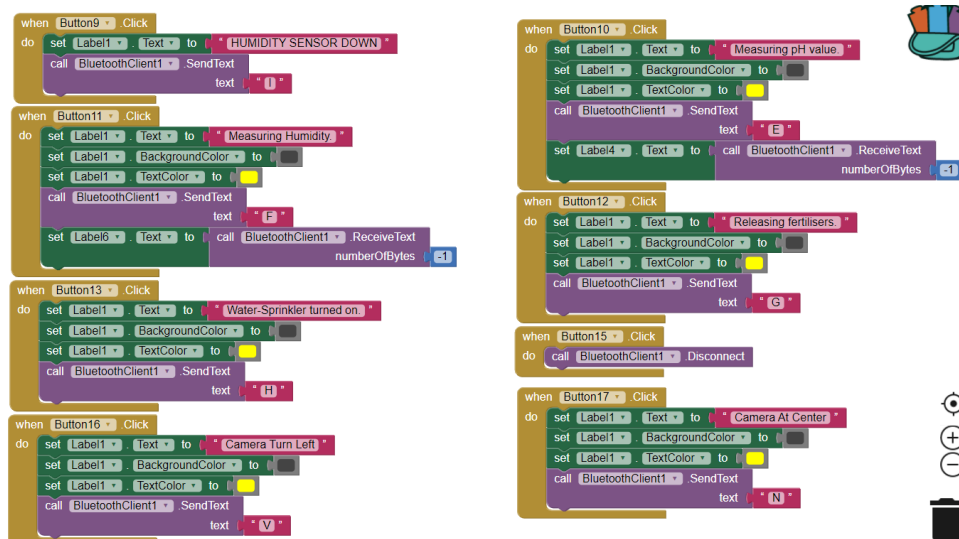 when Button9 .Click
do set Label1 . Text to " HUMIDITY SENSOR DOWN "
call BluetoothClient1 .SendText
text " I "
when Button11 .Click
do set Label1 . Text to " Measuring Humidity. "
set Label1 . BackgroundColor to
set Label1 . TextColor to
call BluetoothClient1 .SendText
text " F "
set Label6 . Text to call BluetoothClient1 .ReceiveText
numberOfBytes -1
when Button13 .Click
do set Label1 . Text to " Water-Sprinkler turned on. "
set Label1 . BackgroundColor to
set Label1 . TextColor to
call BluetoothClient1 .SendText
text " H "
when Button16 .Click
do set Label1 . Text to " Camera Turn Left "
set Label1 . BackgroundColor to
set Label1 . TextColor to
call BluetoothClient1 .SendText
text " V "
when Button10 .Click
do set Label1 . Text to " Measuring pH value. "
set Label1 . BackgroundColor to
set Label1 . TextColor to
call BluetoothClient1 .SendText
text " E "
set Label4 . Text to call BluetoothClient1 .ReceiveText
numberOfBytes -1
when Button12 .Click
do set Label1 . Text to " Releasing fertilisers. "
set Label1 . BackgroundColor to
set Label1 . TextColor to
call BluetoothClient1 .SendText
text " G "
when Button15 .Click
do call BluetoothClient1 .Disconnect
when Button17 .Click
do set Label1 . Text to " Camera At Center "
set Label1 . BackgroundColor to
set Label1 . TextColor to
call BluetoothClient1 .SendText
text " N "